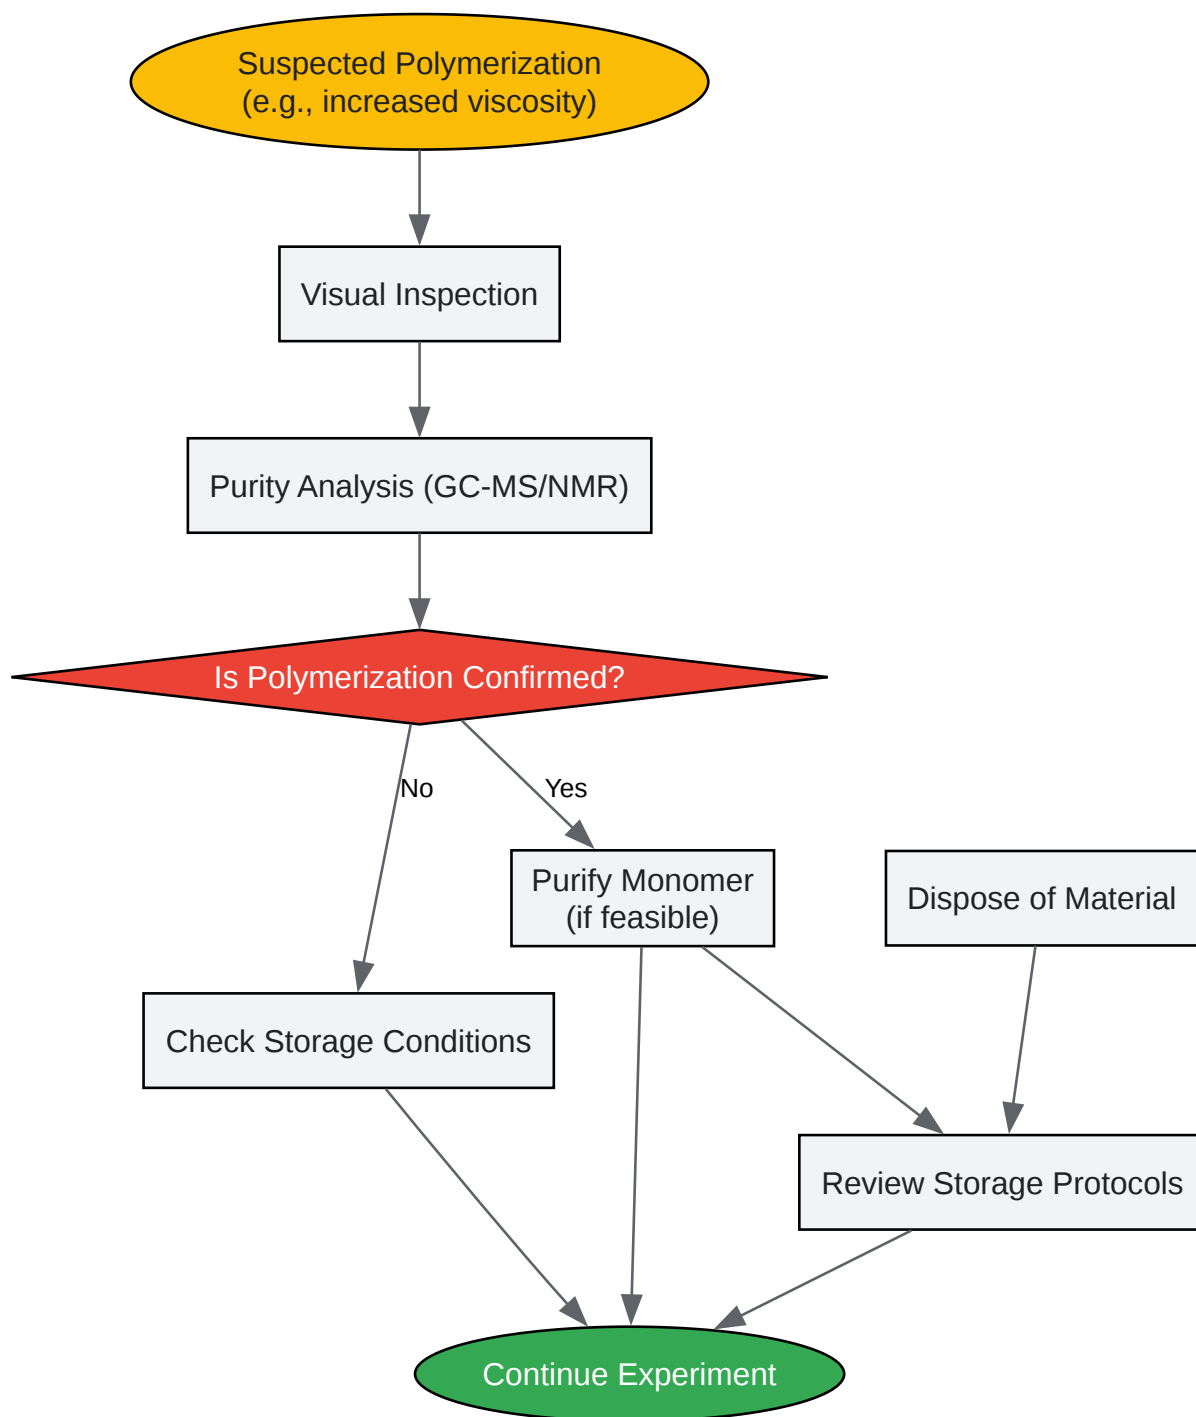 Suspected Polymerization
(e.g., increased viscosity)
Visual Inspection
Purity Analysis (GC-MS/NMR)
Is Polymerization Confirmed?
No
Yes
Purify Monomer
(if feasible)
Dispose of Material
Check Storage Conditions
Review Storage Protocols
Continue Experiment